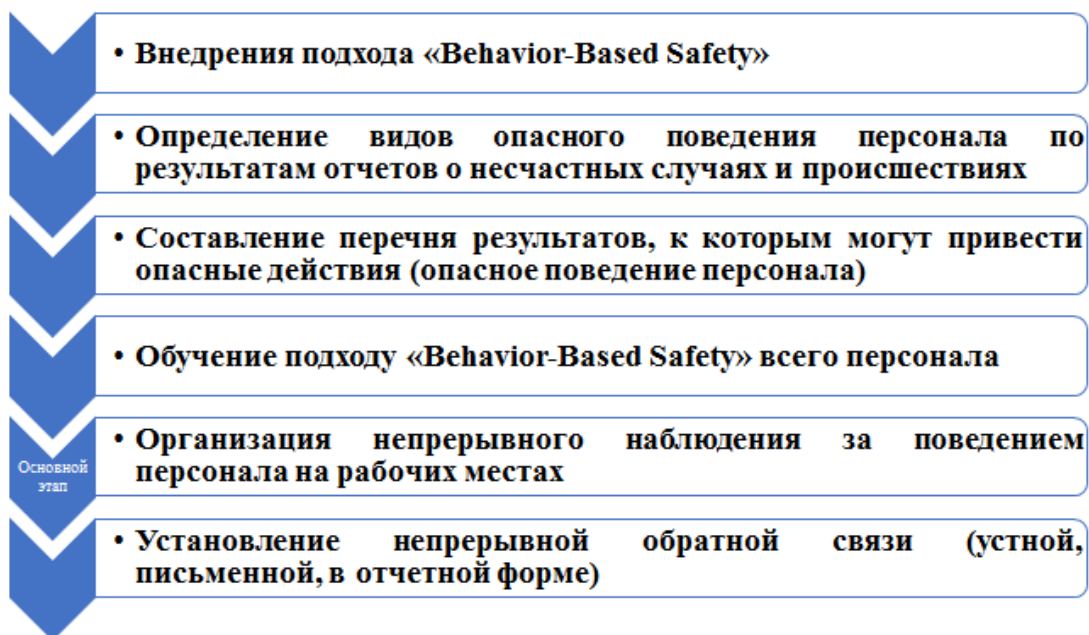 • Внедрения подхода «Behavior-Based Safety»
• Определение видов опасного поведения персонала по
результатам отчетов о несчастных случаях и происшествиях
• Составление перечня результатов, к которым могут привести
опасные действия (опасное поведение персонала)
• Обучение подходу «Behavior-Based Safety» всего персонала
Основной
этап
• Организация непрерывного наблюдения за поведением
персонала на рабочих местах
• Установление непрерывной обратной связи (устной,
письменной, в отчетной форме)